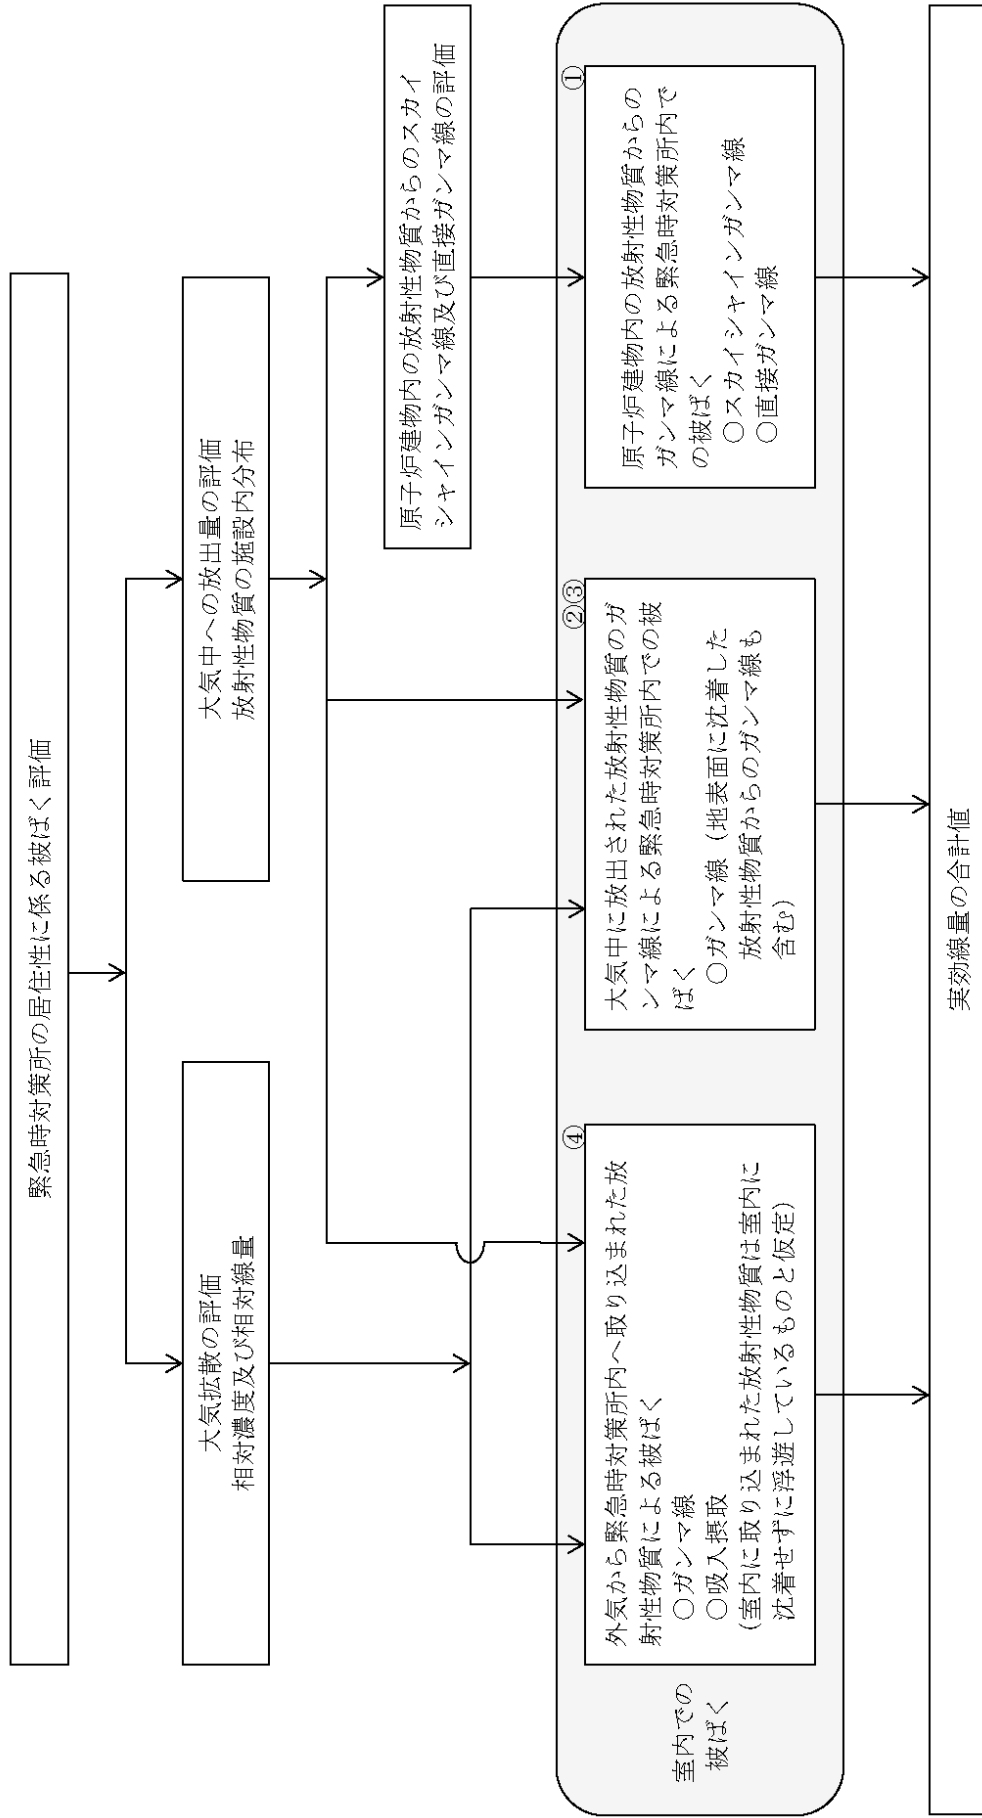 緊急時対策所の居住性に係る被ばく評価
大気拡散の評価
相対濃度及び相対線量
大気中への放出量の評価
放射性物質の施設内分布
原子炉建物内の放射性物質からのスカイ
シャインガンマ線及び直接ガンマ線の評価
室内での
被ばく
④
外気から緊急時対策所内へ取り込まれた放
射性物質による被ばく
○ガンマ線
○吸入摂取
(室内に取り込まれた放射性物質は室内に
沈着せずに浮遊しているものと仮定)
②③
大気中に放出された放射性物質のガ
ンマ線による緊急時対策所内での被
ばく
○ガンマ線（地表面に沈着した
放射性物質からのガンマ線も
含む）
①
原子炉建物内の放射性物質からの
ガンマ線による緊急時対策所内で
の被ばく
○スカイシャインガンマ線
○直接ガンマ線
実効線量の合計値